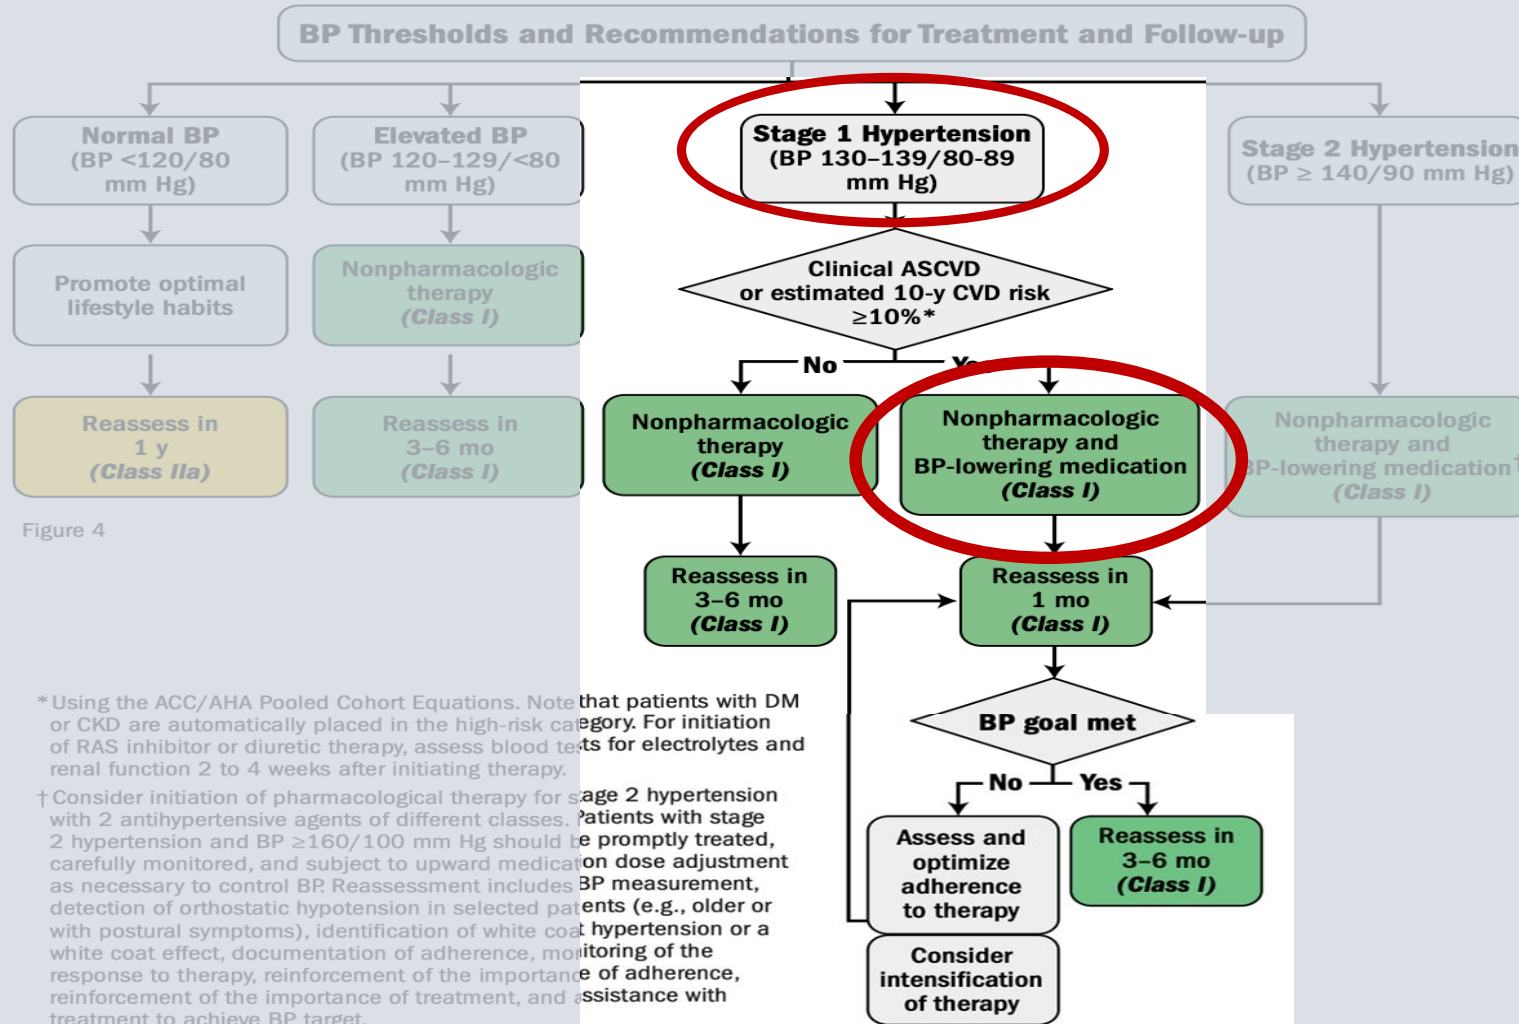 BP Thresholds and Recommendations for Treatment and Follow-up
Normal BP
(BP <120/80
mm Hg)
Elevated BP
(BP 120–129/<80
mm Hg)
Stage 1 Hypertension
(BP 130–139/80-89
mm Hg)
Stage 2 Hypertension
(BP ≥ 140/90 mm Hg)
Promote optimal
lifestyle habits
Nonpharmacologic
therapy
(Class I)
Clinical ASCVD
or estimated 10-y CVD risk
≥10%*
No
Yes
Reassess in
1 y
(Class IIa)
Reassess in
3–6 mo
(Class I)
Nonpharmacologic
therapy
(Class I)
Nonpharmacologic
therapy and
BP-lowering medication
(Class I)
Nonpharmacologic
therapy and
BP-lowering medication†
(Class I)
Figure 4
Reassess in
3–6 mo
(Class I)
Reassess in
1 mo
(Class I)
BP goal met
No
Yes
Assess and
optimize
adherence
to therapy
Reassess in
3–6 mo
(Class I)
Consider
intensification
of therapy
*Using the ACC/AHA Pooled Cohort Equations. Note that patients with DM
or CKD are automatically placed in the high-risk category. For initiation
of RAS inhibitor or diuretic therapy, assess blood tests for electrolytes and
renal function 2 to 4 weeks after initiating therapy.
†Consider initiation of pharmacological therapy for stage 2 hypertension
with 2 antihypertensive agents of different classes. Patients with stage
2 hypertension and BP ≥160/100 mm Hg should be promptly treated,
carefully monitored, and subject to upward medication dose adjustment
as necessary to control BP. Reassessment includes BP measurement,
detection of orthostatic hypotension in selected patients (e.g., older or
with postural symptoms), identification of white coat hypertension or a
white coat effect, documentation of adherence, monitoring of the
response to therapy, reinforcement of the importance of adherence,
reinforcement of the importance of treatment, and assistance with
treatment to achieve BP target.